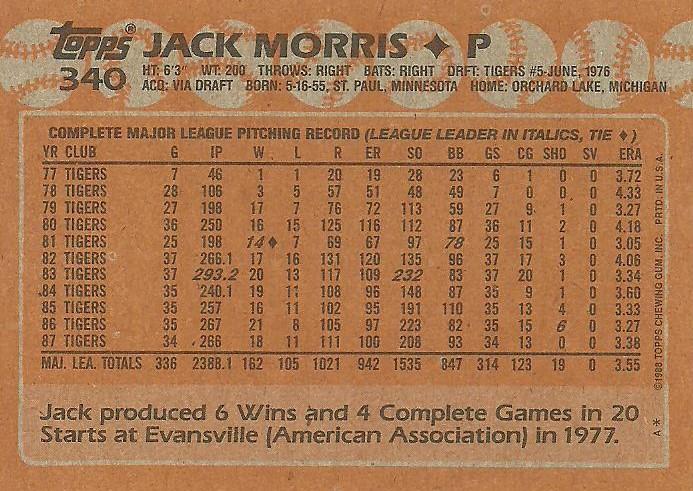 topps® JACK MORRIS ✦ P
340 HT: 6'3" WT: 200 THROWS: RIGHT BATS: RIGHT DRFT: TIGERS #5-JUNE, 1976
ACQ: VIA DRAFT BORN: 5-16-55, ST. PAUL, MINNESOTA HOME: ORCHARD LAKE, MICHIGAN
COMPLETE MAJOR LEAGUE PITCHING RECORD (LEAGUE LEADER IN ITALICS, TIE ♦)
YR CLUB G IP W L R ER SO BB GS CG SHO SV ERA
77 TIGERS 7 46 1 1 20 19 28 23 6 1 0 0 3.72
78 TIGERS 28 106 3 5 57 51 48 49 7 0 0 0 4.33
79 TIGERS 27 198 17 7 76 72 113 59 27 9 1 0 3.27
80 TIGERS 36 250 16 15 125 116 112 87 36 11 2 0 4.18
81 TIGERS 25 198 14♦ 7 69 67 97 78 25 15 1 0 3.05
82 TIGERS 37 266.1 17 16 131 120 135 96 37 17 3 0 4.06
83 TIGERS 37 293.2 20 13 117 109 232 83 37 20 1 0 3.34
84 TIGERS 35 240.1 19 11 108 96 148 87 35 9 1 0 3.60
85 TIGERS 35 257 16 11 102 95 191 110 35 13 4 0 3.33
86 TIGERS 35 267 21 8 105 97 223 82 35 15 6 0 3.27
87 TIGERS 34 266 18 11 111 100 208 93 34 13 0 0 3.38
MAJ. LEA. TOTALS 336 2388.1 162 105 1021 942 1535 847 314 123 19 0 3.55
Jack produced 6 Wins and 4 Complete Games in 20
Starts at Evansville (American Association) in 1977.
A* ©1988 TOPPS CHEWING GUM, INC. PRTD. IN U.S.A.